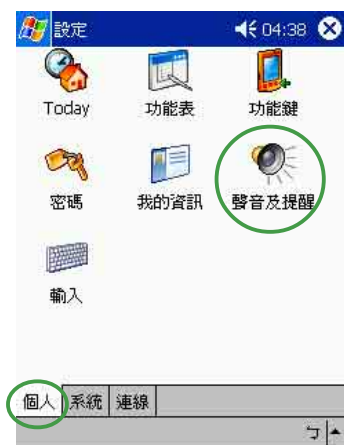 設定 04:38
Today 功能表 功能鍵
密碼 我的資訊 聲音及提醒
輸入
個人 系統 連線
ㄅ